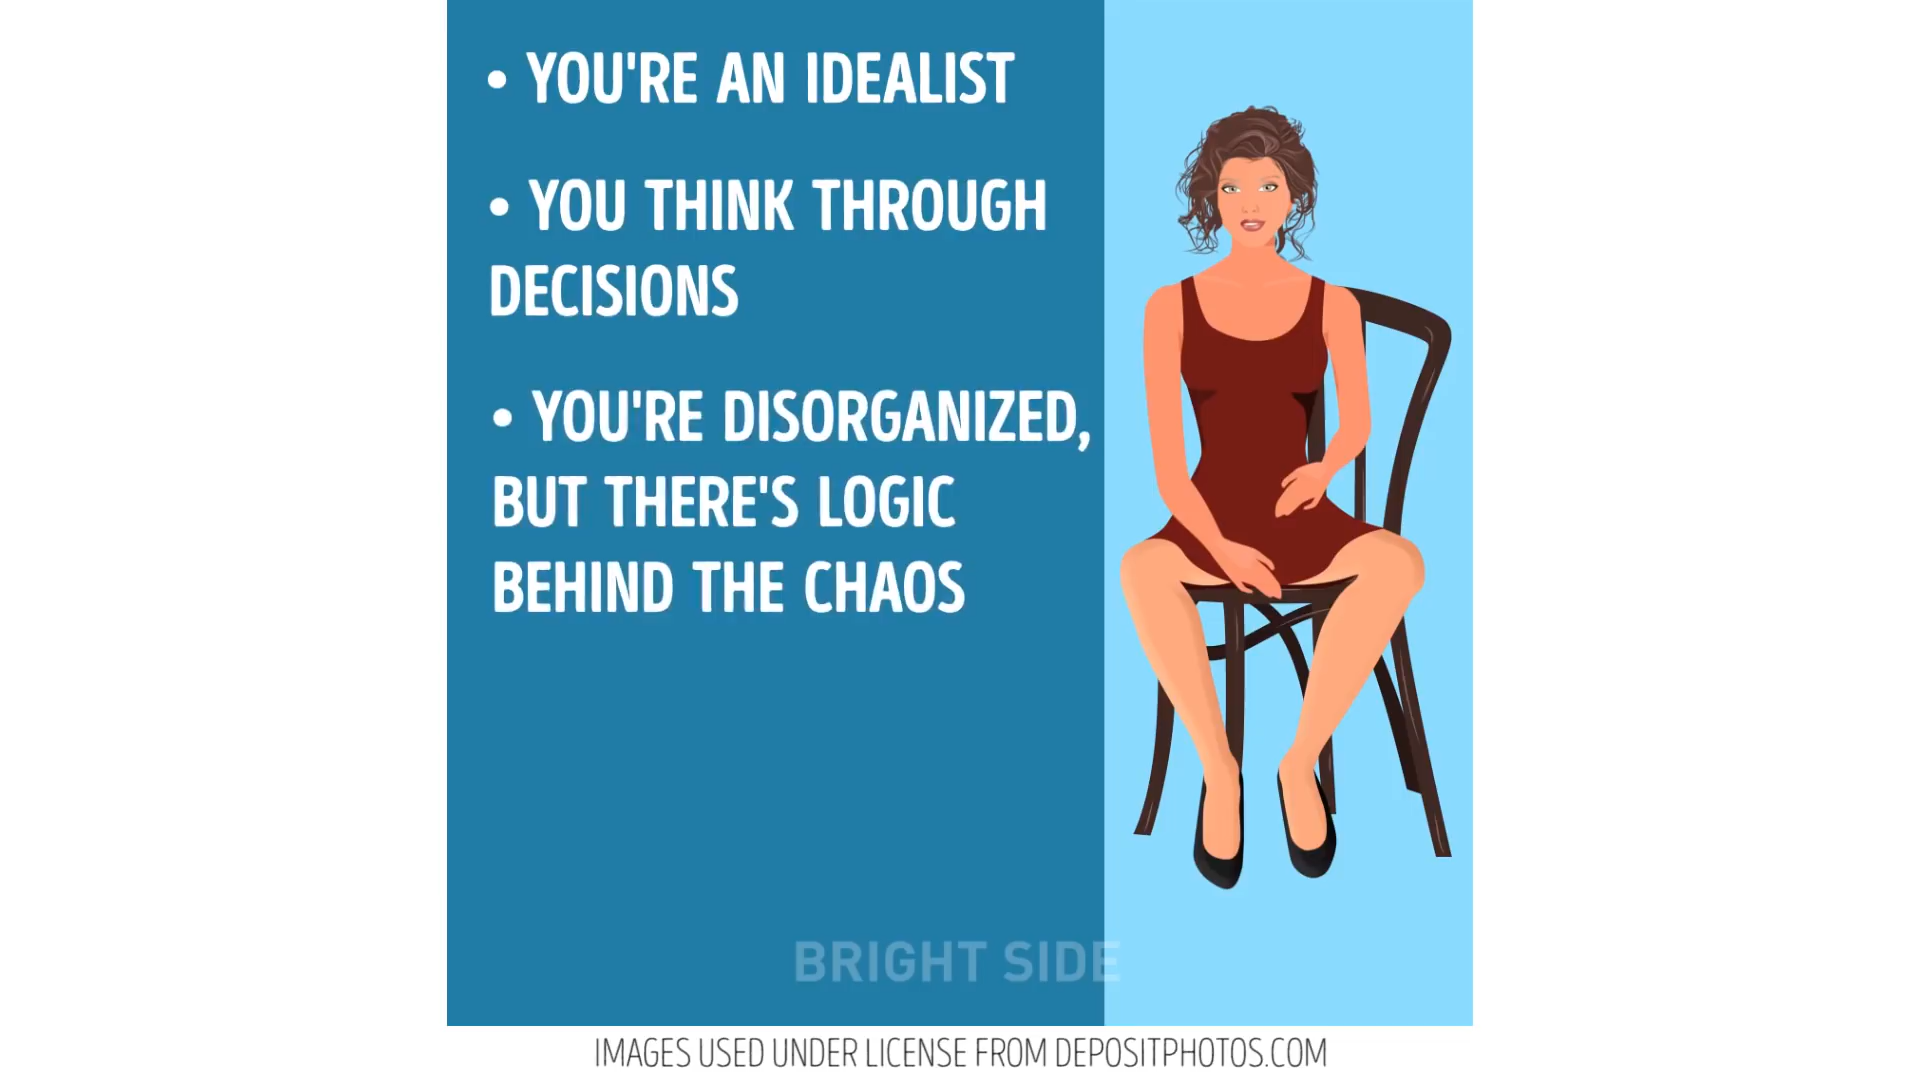 • YOU'RE AN IDEALIST
• YOU THINK THROUGH
DECISIONS
• YOU'RE DISORGANIZED,
BUT THERE'S LOGIC
BEHIND THE CHAOS
BRIGHT SIDE
IMAGES USED UNDER LICENSE FROM DEPOSITPHOTOS.COM